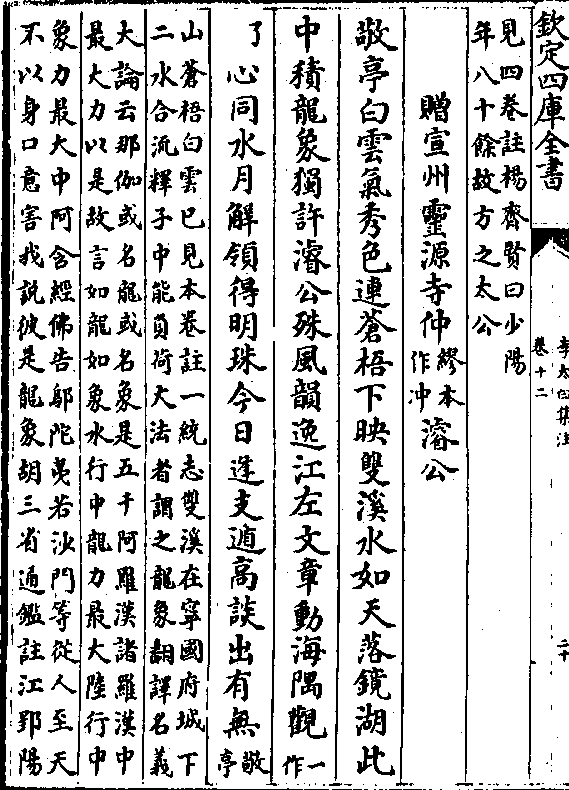 欽定四庫全書
李太白集注
卷十二
二十
見四卷註楊齊賢曰少陽
年八十餘故方之太公
贈宣州靈源寺仲繆本作冲濬公
敬亭白雲氣秀色連蒼梧下映雙溪水如天落鏡湖此
中積龍象獨許濬公殊風韻逸江左文章動海隅觀一作
了心同水月解領得明珠今日逢支遁高談出有無敬亭
山蒼梧白雲已見本卷註一統志雙溪在寧國府城下
二水合流釋子中能負荷大法者謂之龍象翻譯名義
大論云那伽或名龍或名象是五千阿羅漢諸羅漢中
最大力以是故言如龍如象水行中龍力最大陸行中
象力最大中阿含經佛告鄔陀夷若沙門等從人至天
不以身口意害我說彼是龍象胡三省通鑑註江郢陽